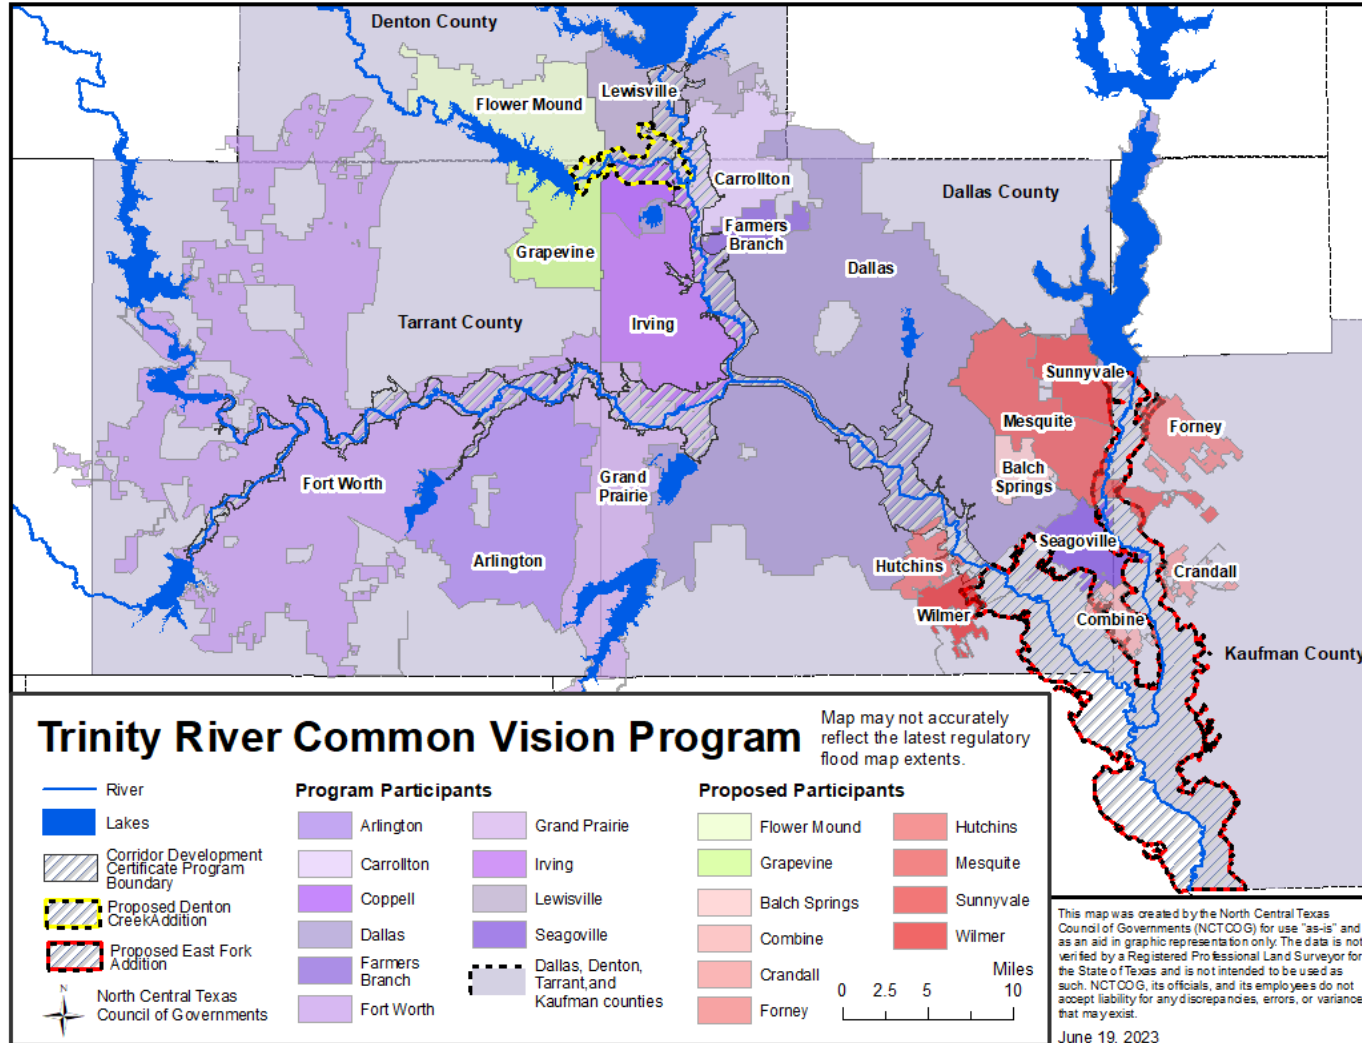 Denton County
Lewisville
Flower Mound
Carrollton
Dallas County
Farmers
Branch
Grapevine
Dallas
Tarrant County
Irving
Sunnyvale
Mesquite
Forney
Balch
Springs
Fort Worth
Grand
Prairie
Seagoville
Arlington
Hutchins
Crandall
Wilmer
Combine
Kaufman County
Trinity River Common Vision Program
Map may not accurately
reflect the latest regulatory
flood map extents.
River
Lakes
Corridor Development
Certificate Program
Boundary
Proposed Denton
CreekAddition
Proposed East Fork
Addition
N
North Central Texas
Council of Governments
Program Participants
Arlington
Carrollton
Coppell
Dallas
Farmers
Branch
Fort Worth
Grand Prairie
Irving
Lewisville
Seagoville
Dallas, Denton,
Tarrant,and
Kaufman counties
Proposed Participants
Flower Mound
Grapevine
Balch Springs
Combine
Crandall
Forney
Hutchins
Mesquite
Sunnyvale
Wilmer
Miles
0 2.5 5 10
This map was created by the North Central Texas
Council of Governments (NCTCOG) for use "as-is" and
as an aid in graphic representation only. The data is not
verified by a Registered Professional Land Surveyor for
the State of Texas and is not intended to be used as
such. NCTCOG, its officials, and its employees do not
accept liability for any discrepancies, errors, or variance
that may exist.
June 19, 2023